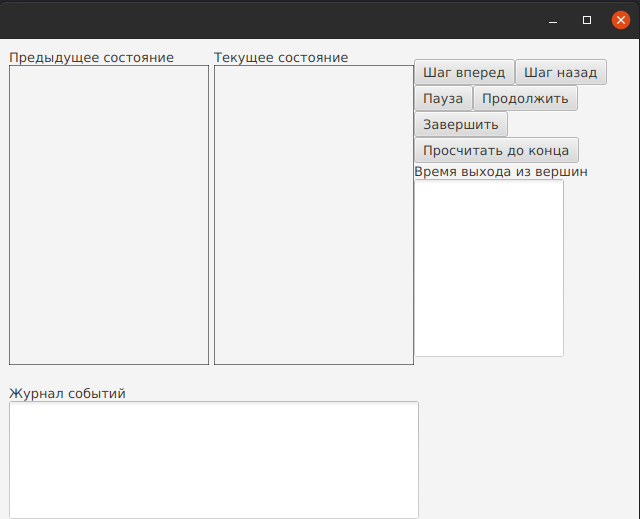 Предыдущее состояние
Текущее состояние
Шаг вперед
Шаг назад
Пауза
Продолжить
Завершить
Просчитать до конца
Время выхода из вершин
Журнал событий